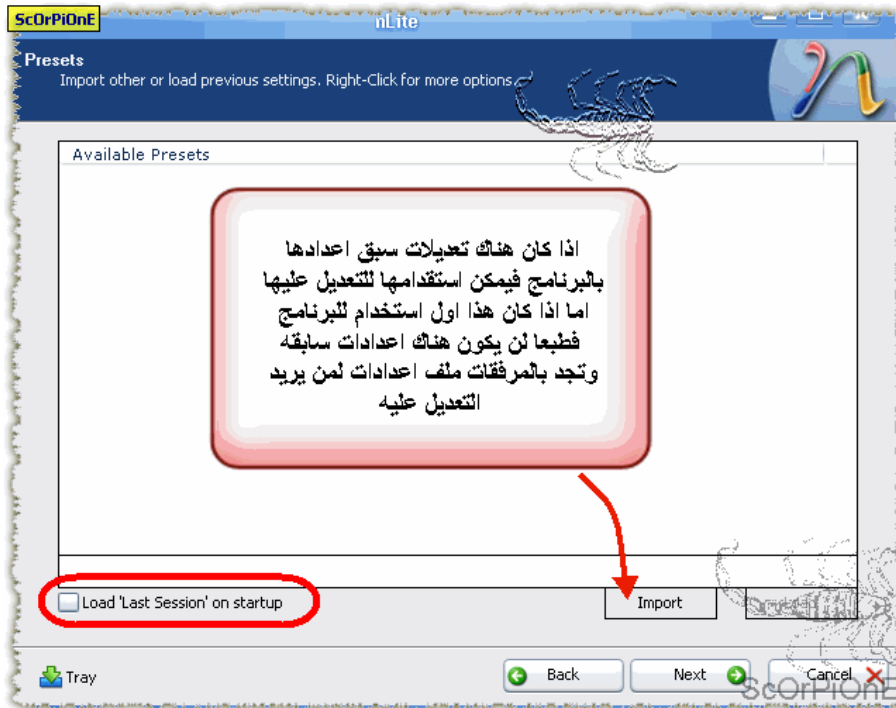 ScOrPiOnE
nLite
Presets
Import other or load previous settings. Right-Click for more options.
Available Presets
اذا كان هناك تعديلات سبق اعدادها
بالبرنامج فيمكن استقدامها للتعديل عليها
اما اذا كان هذا اول استخدام للبرنامج
فطبعا لن يكون هناك اعدادات سابقه
وتجد بالمرفقات ملف اعدادات لمن يريد
التعديل عليه
Load 'Last Session' on startup
Import
Tray
Back
Next
Cancel
ScOrPiOnE